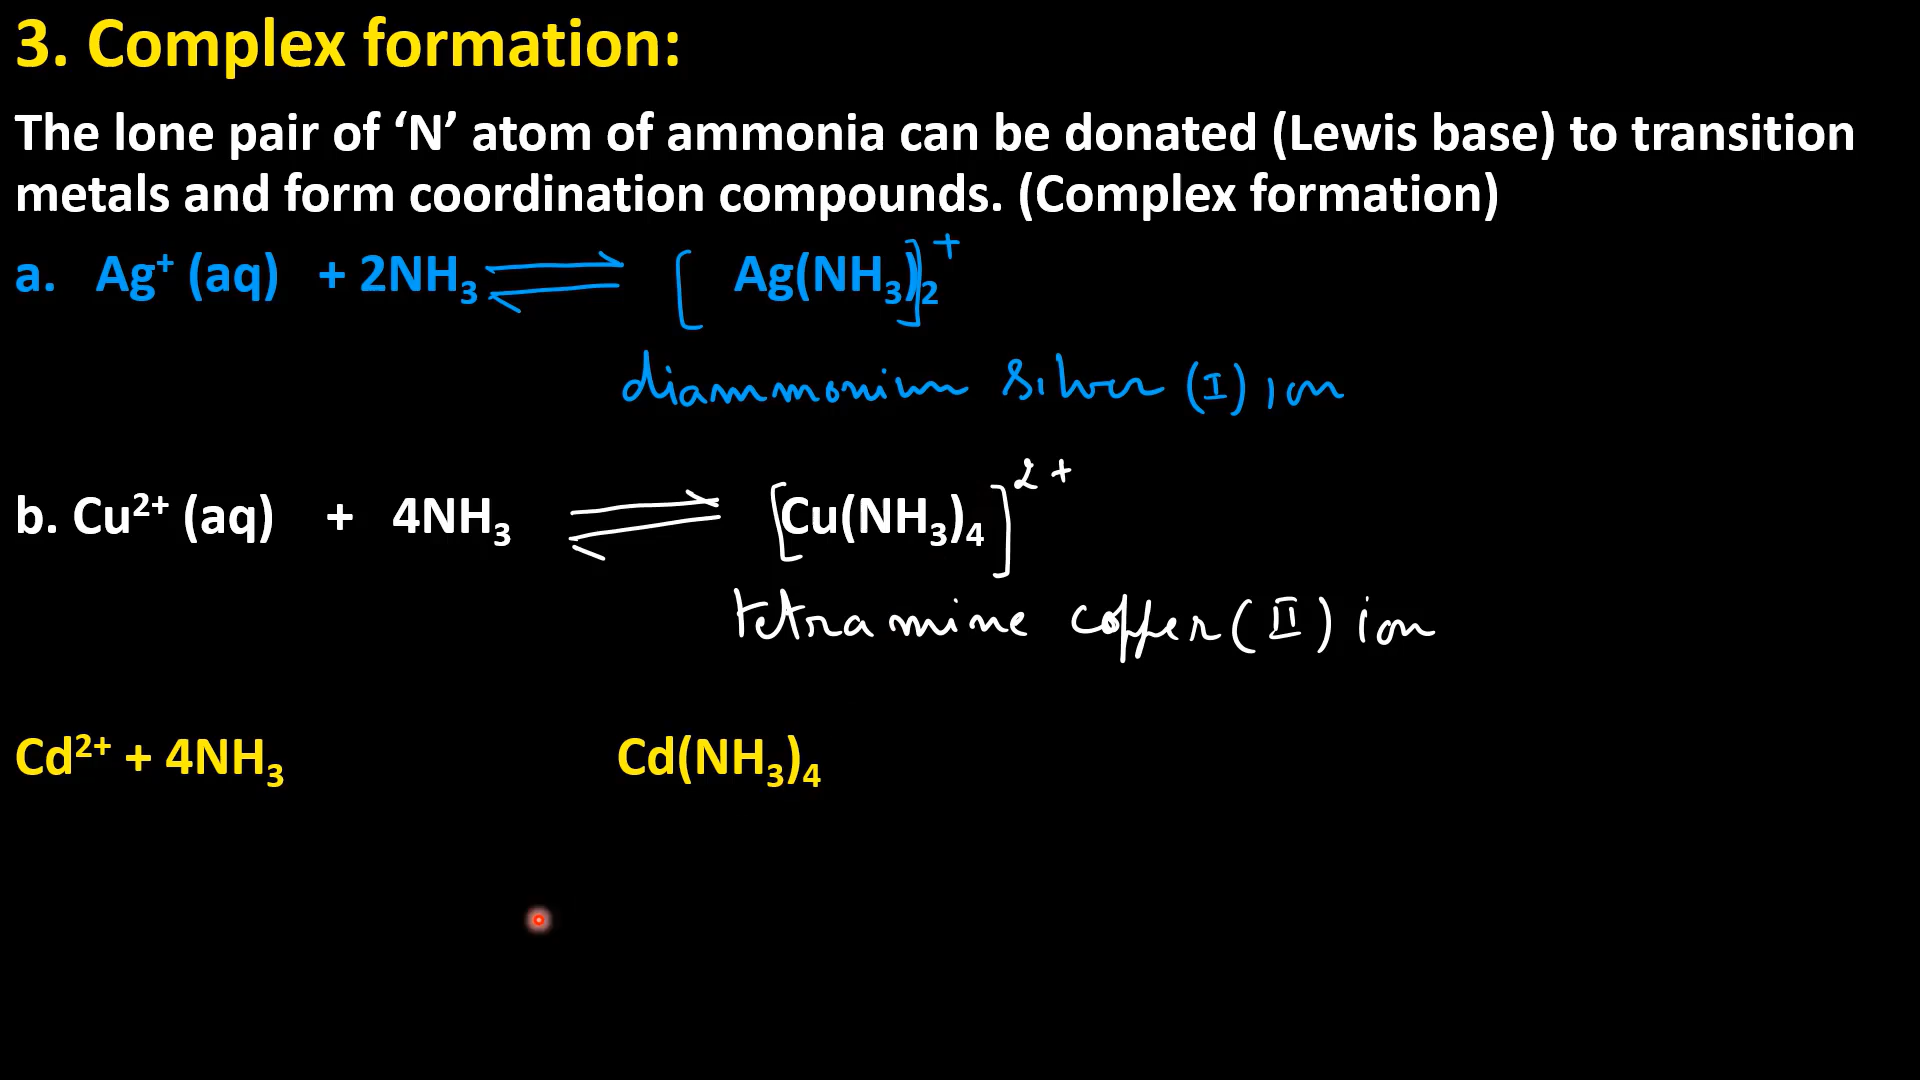 3. Complex formation:
The lone pair of ‘N’ atom of ammonia can be donated (Lewis base) to transition
metals and form coordination compounds. (Complex formation)
a. Ag⁺ (aq) + 2NH₃ ⇌ [Ag(NH₃)₂]⁺
diammonium silver (I) ion
b. Cu²⁺ (aq) + 4NH₃ ⇌ [Cu(NH₃)₄]²⁺
tetramine copper (II) ion
Cd²⁺ + 4NH₃ Cd(NH₃)₄